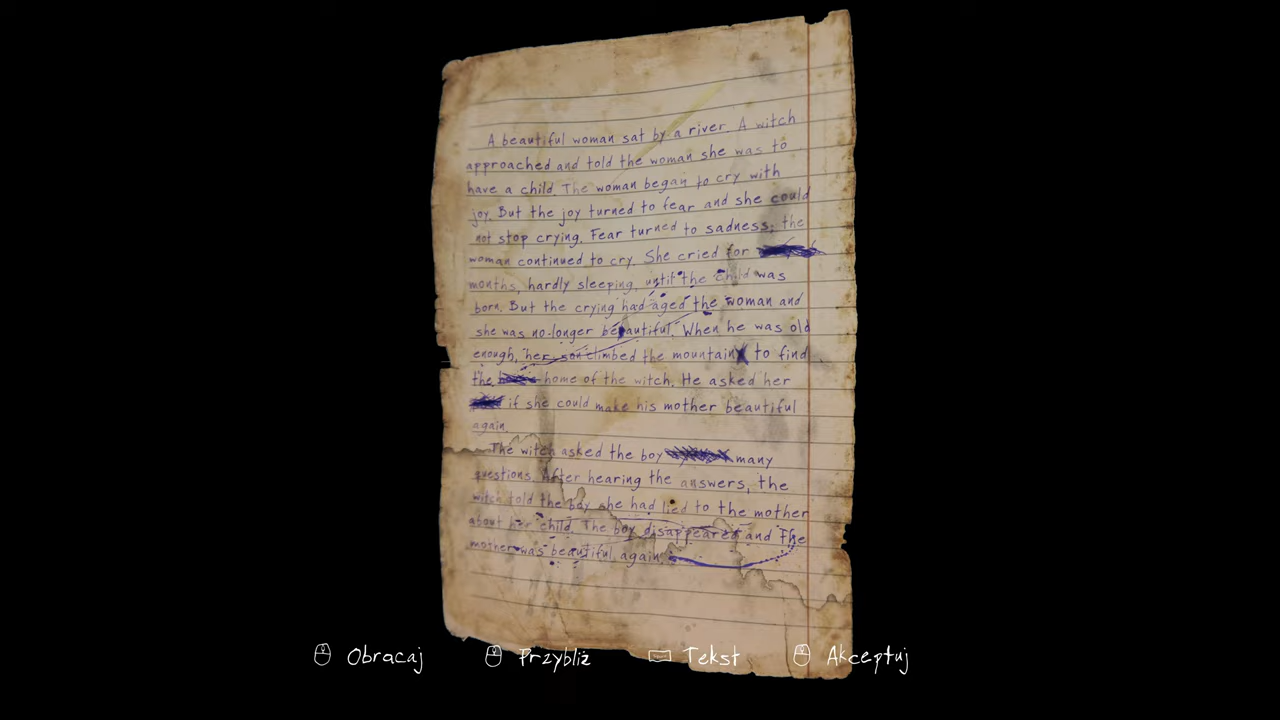 A beautiful woman sat by a river. A witch
approached and told the woman she was to
have a child. The woman began to cry with
joy. But the joy turned to fear and she could
not stop crying. Fear turned to sadness; the
woman continued to cry. She cried for
months, hardly sleeping, until the child was
born. But the crying had aged the woman and
she was no-longer beautiful. When he was old
enough, her son climbed the mountain to find
the home of the witch. He asked her
if she could make his mother beautiful
again.
The witch asked the boy many
questions. After hearing the answers, the
witch told the boy she had lied to the mother
about her child. The boy disappeared and The
mother was beautiful again.
Obracaj Przybliż Tekst Akceptuj